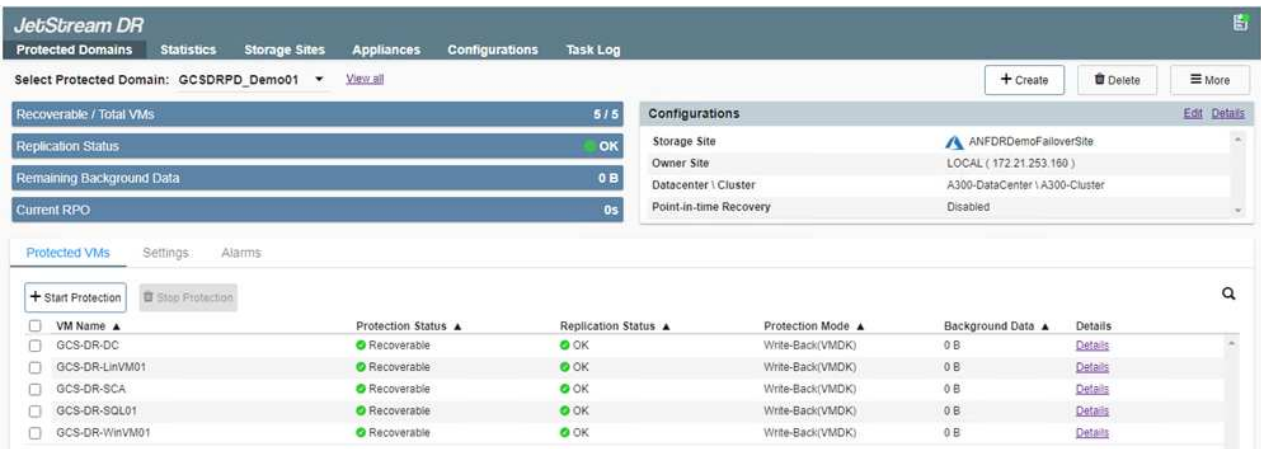 JetStream DR
Protected Domains Statistics Storage Sites Appliances Configurations Task Log
Select Protected Domain: GCSDRPD_Demo01 View all + Create Delete More
Recoverable / Total VMs 5 / 5
Replication Status OK
Remaining Background Data 0 B
Current RPO 0s
Configurations Edit Details
Storage Site ANFDRDemoFailoverSite
Owner Site LOCAL ( 172.21.253.160 )
Datacenter \ Cluster A300-DataCenter \ A300-Cluster
Point-in-time Recovery Disabled
Protected VMs Settings Alarms
+ Start Protection Stop Protection
VM Name ▲ Protection Status ▲ Replication Status ▲ Protection Mode ▲ Background Data ▲ Details
GCS-DR-DC Recoverable OK Write-Back(VMDK) 0 B Details
GCS-DR-LinVM01 Recoverable OK Write-Back(VMDK) 0 B Details
GCS-DR-SCA Recoverable OK Write-Back(VMDK) 0 B Details
GCS-DR-SQL01 Recoverable OK Write-Back(VMDK) 0 B Details
GCS-DR-WinVM01 Recoverable OK Write-Back(VMDK) 0 B Details